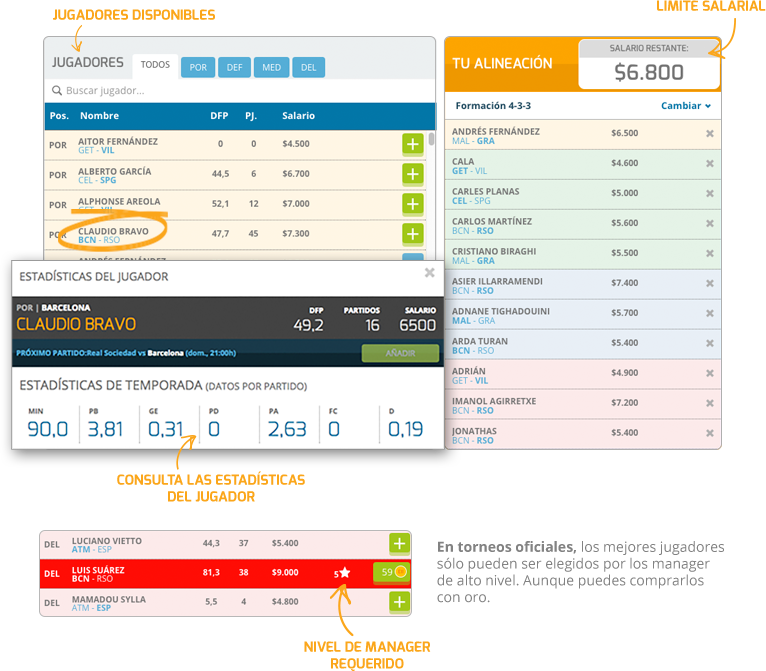 JUGADORES DISPONIBLES
LIMITE SALARIAL
JUGADORES
TODOS
POR
DEF
MED
DEL
Buscar jugador...
Pos. Nombre DFP PJ. Salario
POR AITOR FERNÁNDEZ 0 0 $4.500
GET - VIL
POR ALBERTO GARCÍA 44,5 6 $6.700
CEL - SPG
POR ALPHONSE AREOLA 52,1 12 $7.000
GET - VIL
POR CLAUDIO BRAVO 47,7 45 $7.300
BCN - RSO
ANDRÉS FERNÁNDEZ
TU ALINEACIÓN
SALARIO RESTANTE:
$6.800
Formación 4-3-3 Cambiar
ANDRÉS FERNÁNDEZ $6.500
MAL - GRA
CALA $4.600
GET - VIL
CARLES PLANAS $5.000
CEL - SPG
CARLOS MARTÍNEZ $5.600
BCN - RSO
CRISTIANO BIRAGHI $5.500
MAL - GRA
ASIER ILLARRAMENDI $7.400
BCN - RSO
ADNANE TIGHADOUINI $5.700
MAL - GRA
ARDA TURAN $5.400
BCN - RSO
ADRIÁN $4.900
GET - VIL
IMANOL AGIRRETXE $7.200
BCN - RSO
JONATHAS $5.400
BCN - RSO
ESTADÍSTICAS DEL JUGADOR
POR | BARCELONA DFP PARTIDOS SALARIO
CLAUDIO BRAVO 49,2 16 6500
PRÓXIMO PARTIDO:Real Sociedad vs Barcelona (dom., 21:00h) AÑADIR
ESTADÍSTICAS DE TEMPORADA (DATOS POR PARTIDO)
MIN PB GE PD PA FC D
90,0 3,81 0,31 0 2,63 0 0,19
CONSULTA LAS ESTADÍSTICAS
DEL JUGADOR
DEL LUCIANO VIETTO 44,3 37 $5.400
ATM - ESP
DEL LUIS SUÁREZ 81,3 38 $9.000 5 59
BCN - RSO
DEL MAMADOU SYLLA 5,5 4 $4.800
ATM - ESP
NIVEL DE MANAGER
REQUERIDO
En torneos oficiales, los mejores jugadores
sólo pueden ser elegidos por los manager
de alto nivel. Aunque puedes comprarlos
con oro.